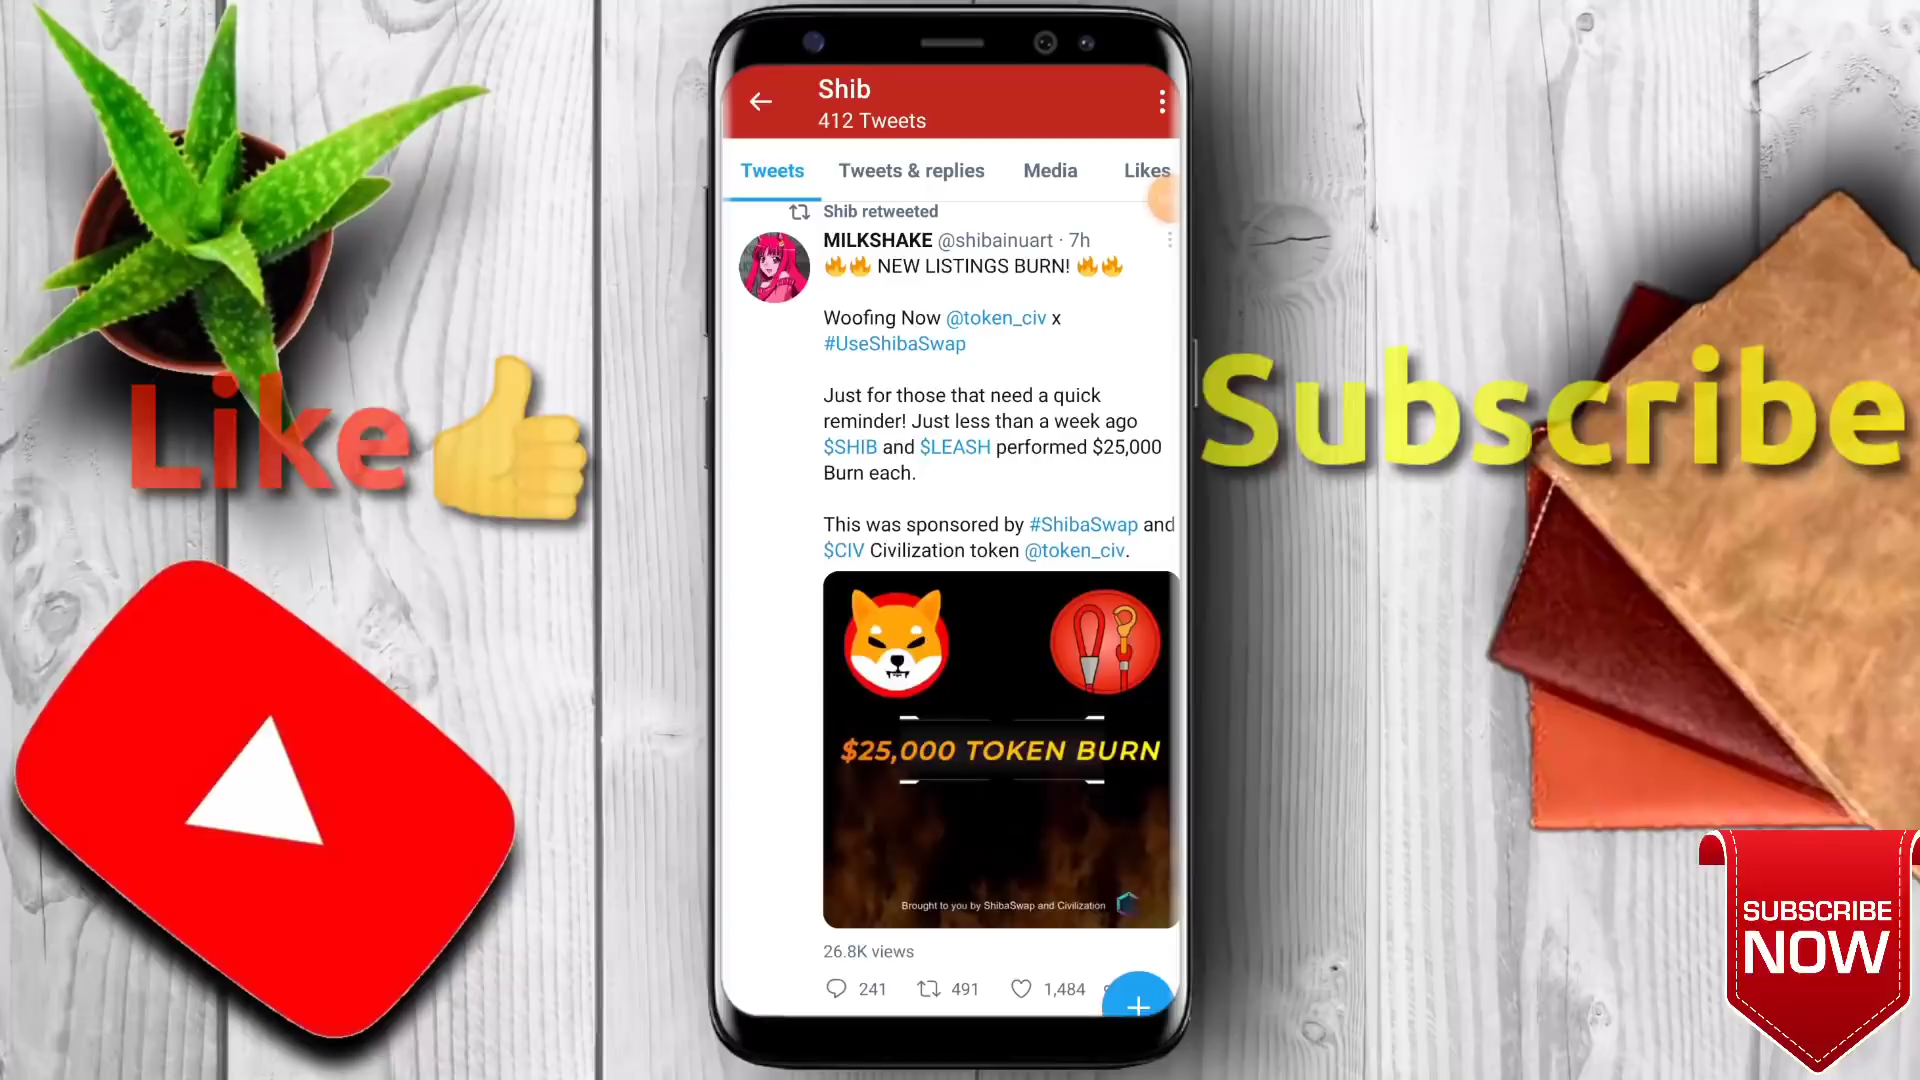 Shib
412 Tweets
Tweets Tweets & replies Media Likes
Shib retweeted
MILKSHAKE @shibainuart · 7h
🔥🔥 NEW LISTINGS BURN! 🔥🔥
Woofing Now @token_civ x
#UseShibaSwap
Just for those that need a quick
reminder! Just less than a week ago
$SHIB and $LEASH performed $25,000
Burn each.
This was sponsored by #ShibaSwap and
$CIV Civilization token @token_civ.
$25,000 TOKEN BURN
Brought to you by ShibaSwap and Civilization
26.8K views
241 491 1,484
Like
Subscribe
SUBSCRIBE
NOW